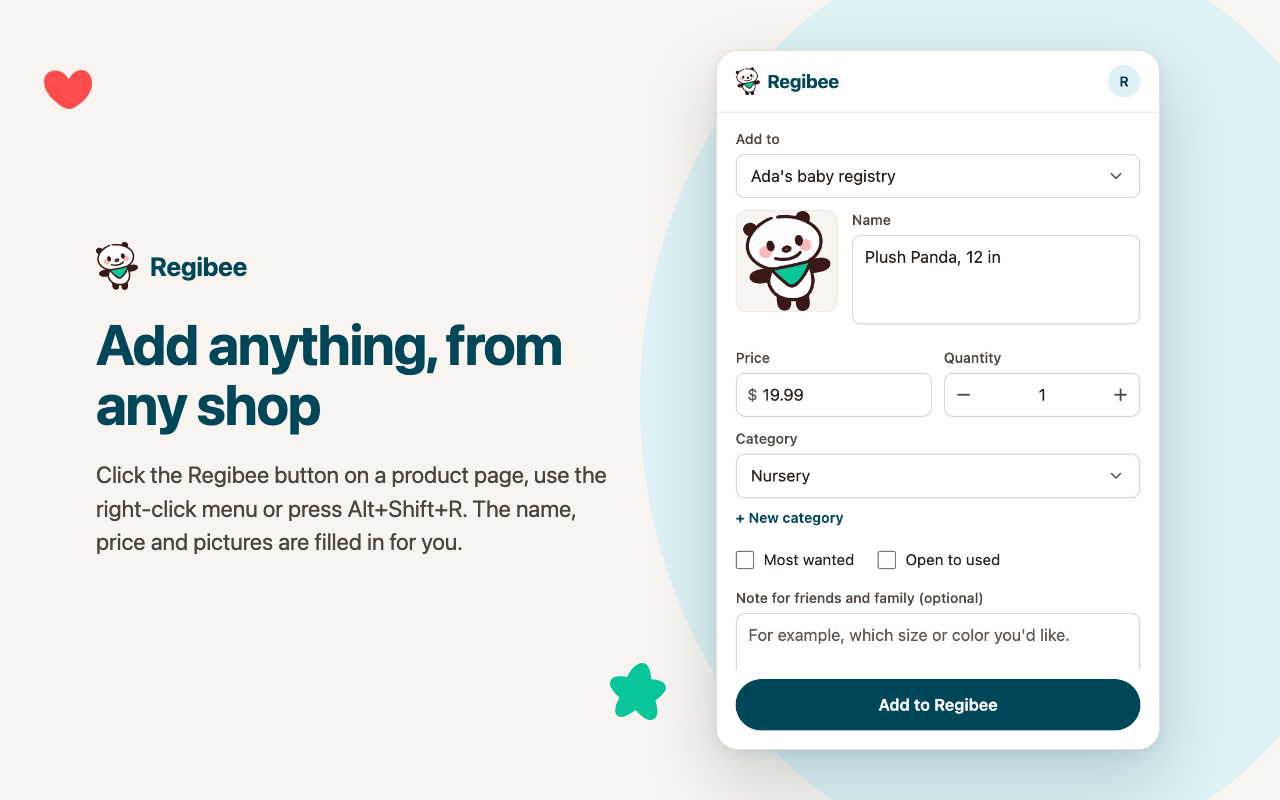 Regibee
Add anything, from
any shop
Click the Regibee button on a product page, use the
right-click menu or press Alt+Shift+R. The name,
price and pictures are filled in for you.
Regibee
R
Add to
Ada's baby registry
Name
Plush Panda, 12 in
Price
Quantity
$ 19.99
1
Category
Nursery
+ New category
Most wanted
Open to used
Note for friends and family (optional)
For example, which size or color you'd like.
Add to Regibee